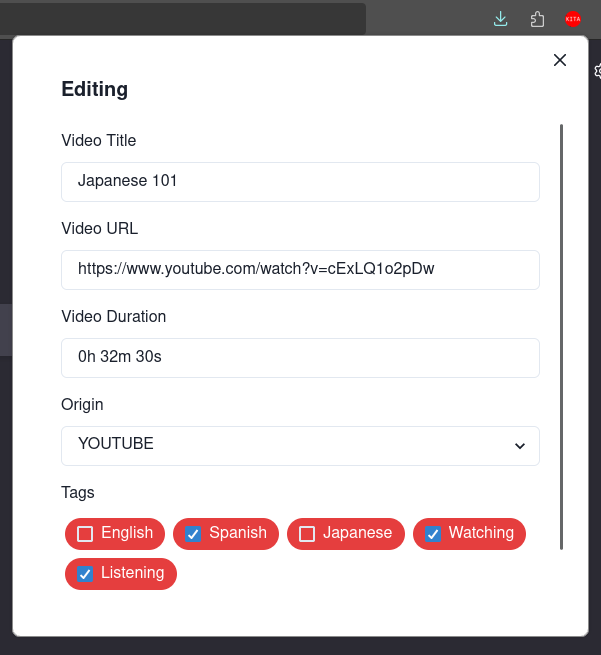 KITA
Editing
Video Title
Japanese 101
Video URL
https://www.youtube.com/watch?v=cExLQ1o2pDw
Video Duration
0h 32m 30s
Origin
YOUTUBE
Tags
English Spanish Japanese Watching
Listening